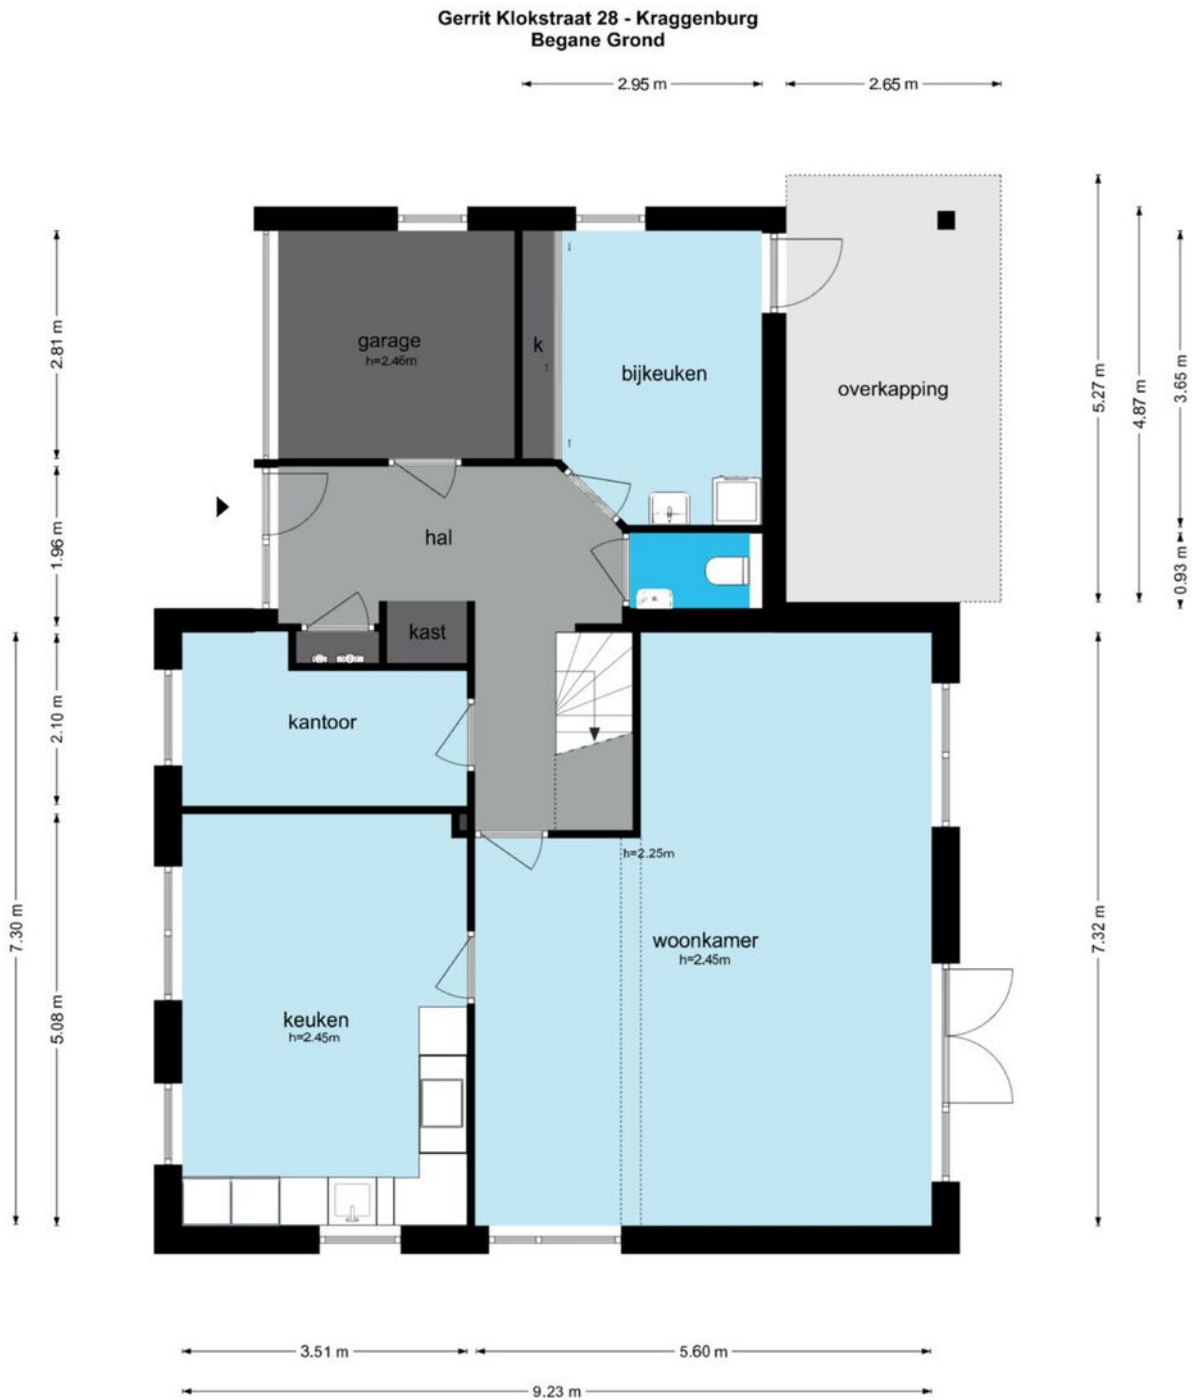 Gerrit Klokstraat 28 - Kraggenburg
Begane Grond
2.95 m
2.65 m
garage
h=2.46m
k
bijkeuken
overkapping
2.81 m
5.27 m
4.87 m
3.65 m
hal
1.96 m
0.93 m
kast
kantoor
2.10 m
h=2.25m
woonkamer
h=2.45m
7.30 m
7.32 m
keuken
h=2.45m
5.08 m
3.51 m
5.60 m
9.23 m